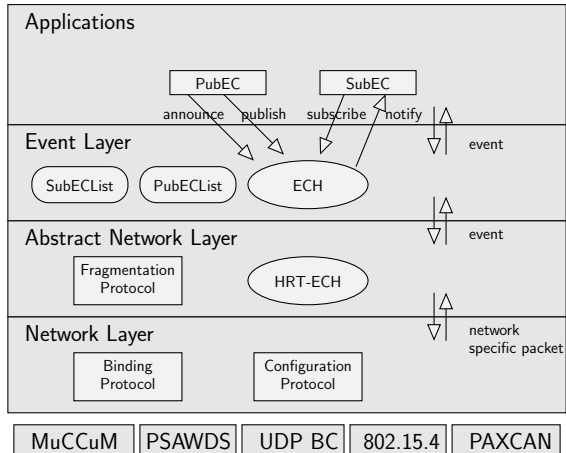 Applications
PubEC
SubEC
announce publish subscribe notify
Event Layer
event
SubECList
PubECList
ECH
Abstract Network Layer
event
Fragmentation
Protocol
HRT-ECH
Network Layer
network
specific packet
Binding
Protocol
Configuration
Protocol
MuCCuM PSAWDS UDP BC 802.15.4 PAXCAN